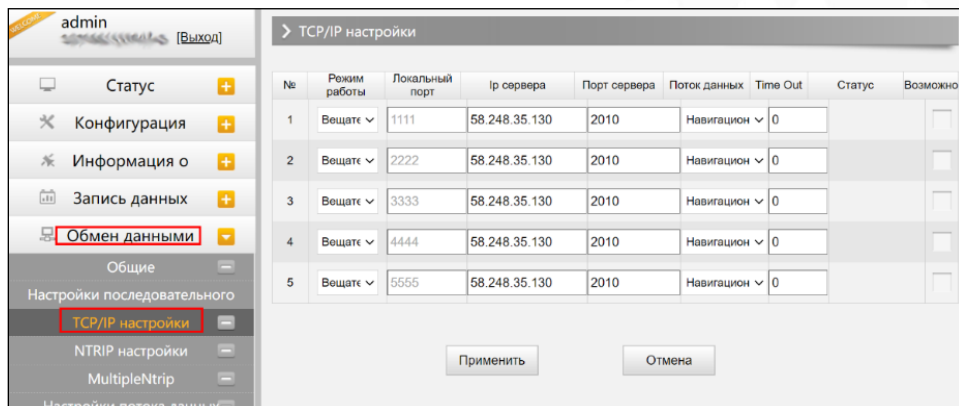 WELCOME
admin
[Выход]
Статус
Конфигурация
Информация о
Запись данных
Обмен данными
Общие
Настройки последовательного
TCP/IP настройки
NTRIP настройки
MultipleNtrip
Настройки потока данных
TCP/IP настройки
№ Режим работы Локальный порт Ip сервера Порт сервера Поток данных Time Out Статус Возможно
1 Вещате 1111 58.248.35.130 2010 Навигацион 0
2 Вещате 2222 58.248.35.130 2010 Навигацион 0
3 Вещате 3333 58.248.35.130 2010 Навигацион 0
4 Вещате 4444 58.248.35.130 2010 Навигацион 0
5 Вещате 5555 58.248.35.130 2010 Навигацион 0
Применить Отмена